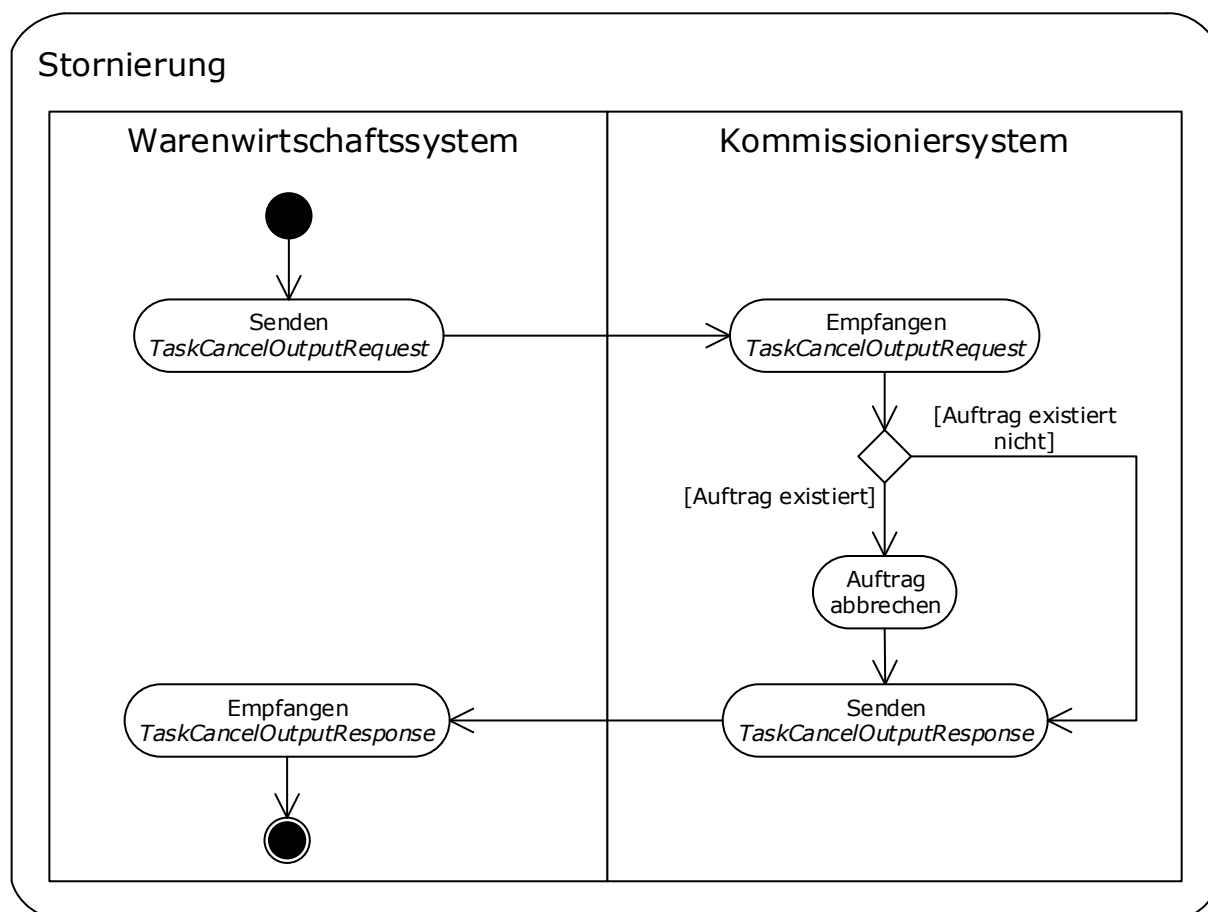 Stornierung
Warenwirtschaftssystem
Kommissioniersystem
Senden
TaskCancelOutputRequest
Empfangen
TaskCancelOutputRequest
[Auftrag existiert
nicht]
[Auftrag existiert]
Auftrag
abbrechen
Empfangen
TaskCancelOutputResponse
Senden
TaskCancelOutputResponse